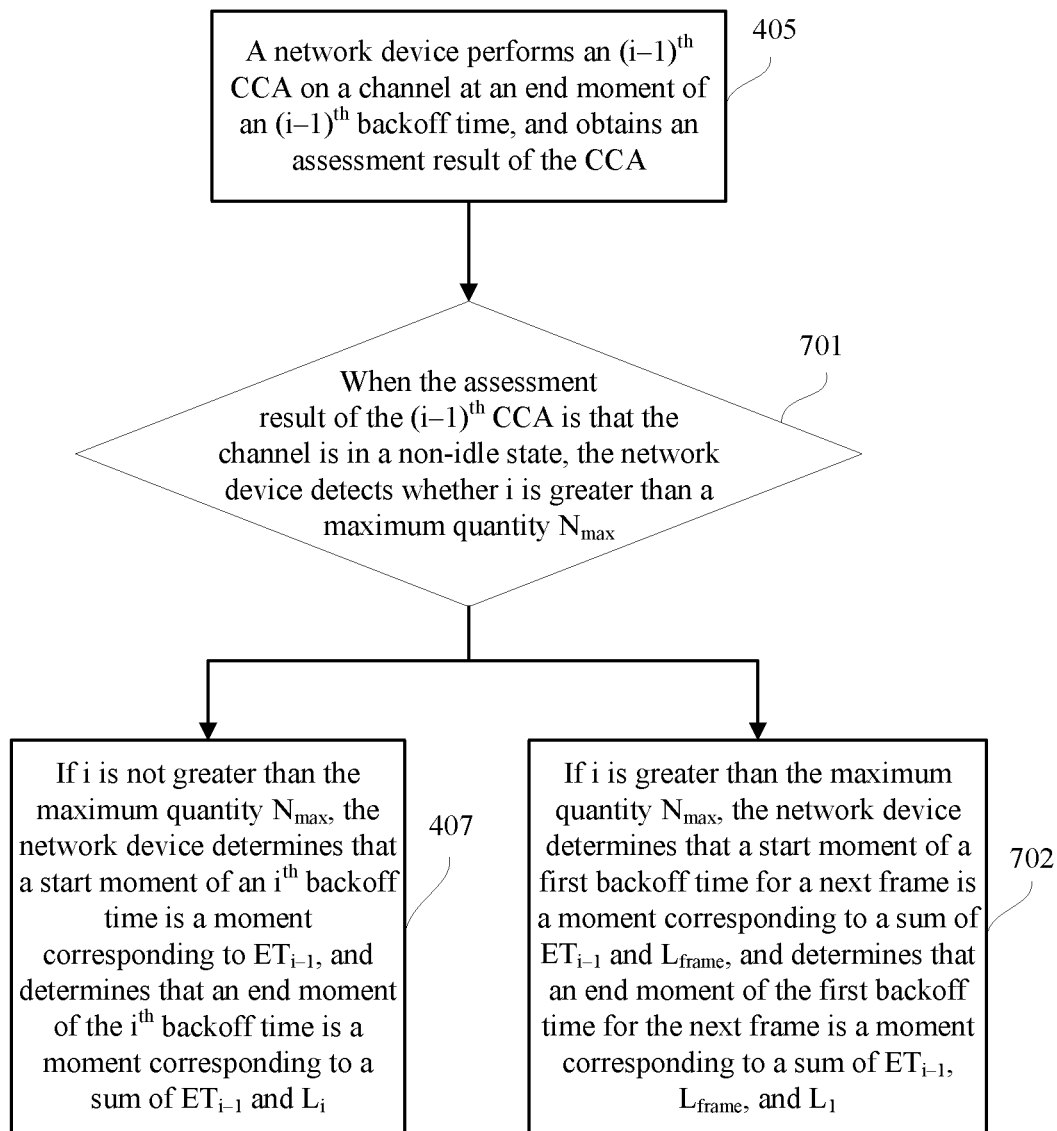 405
A network device performs an (i–1)th
CCA on a channel at an end moment of
an (i–1)th backoff time, and obtains an
assessment result of the CCA
701
When the assessment
result of the (i–1)th CCA is that the
channel is in a non-idle state, the network
device detects whether i is greater than a
maximum quantity Nmax
If i is not greater than the
maximum quantity Nmax, the
network device determines that
a start moment of an ith backoff
time is a moment
corresponding to ETi–1, and
determines that an end moment
of the ith backoff time is a
moment corresponding to a
sum of ETi–1 and Li
407
If i is greater than the maximum
quantity Nmax, the network device
determines that a start moment of a
first backoff time for a next frame is
a moment corresponding to a sum of
ETi–1 and Lframe, and determines that
an end moment of the first backoff
time for the next frame is a moment
corresponding to a sum of ETi–1,
Lframe, and L1
702